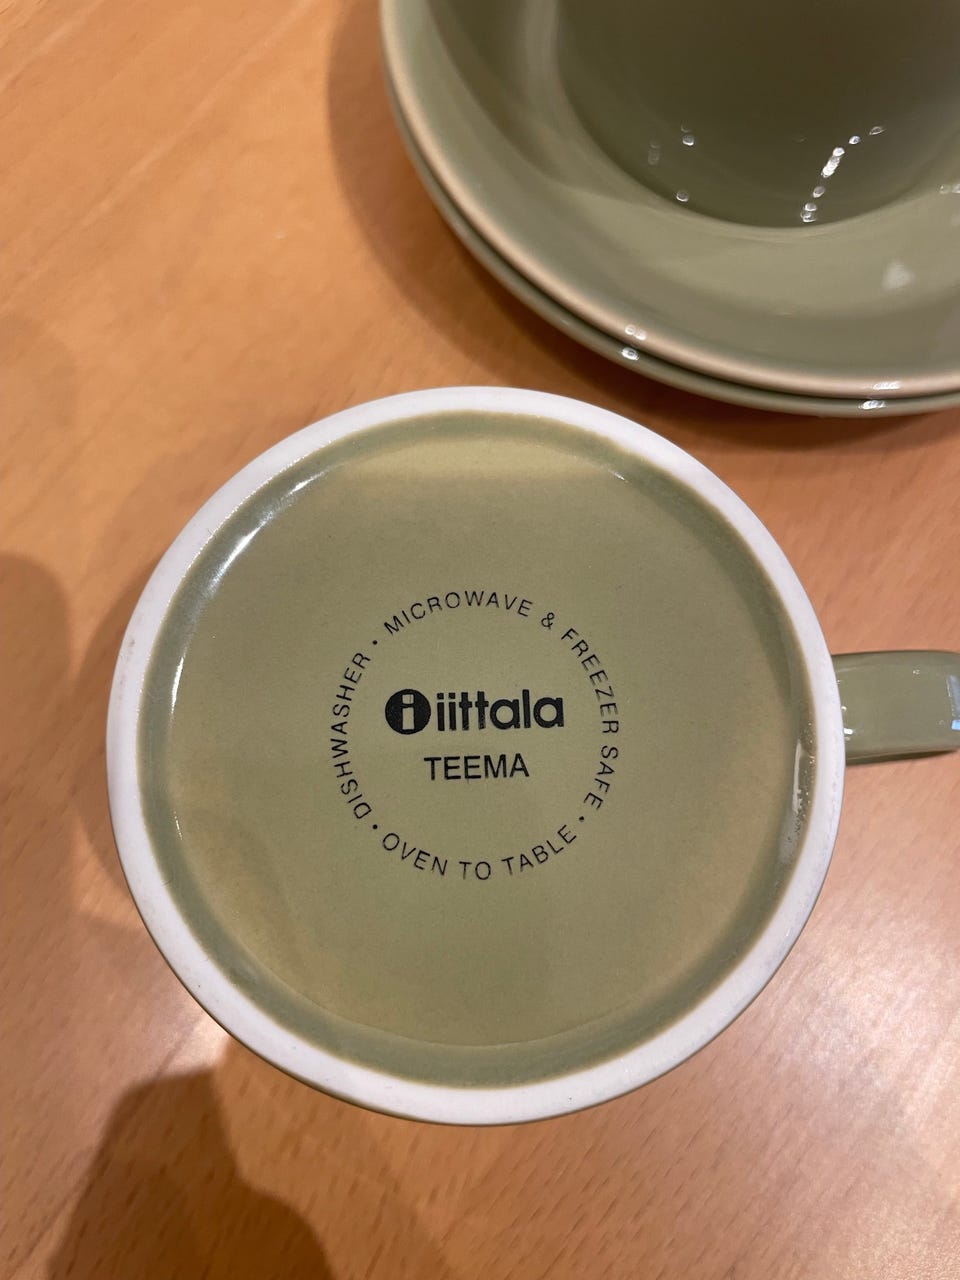 DISHWASHER • MICROWAVE & FREEZER SAFE • OVEN TO TABLE •
i iittala
TEEMA